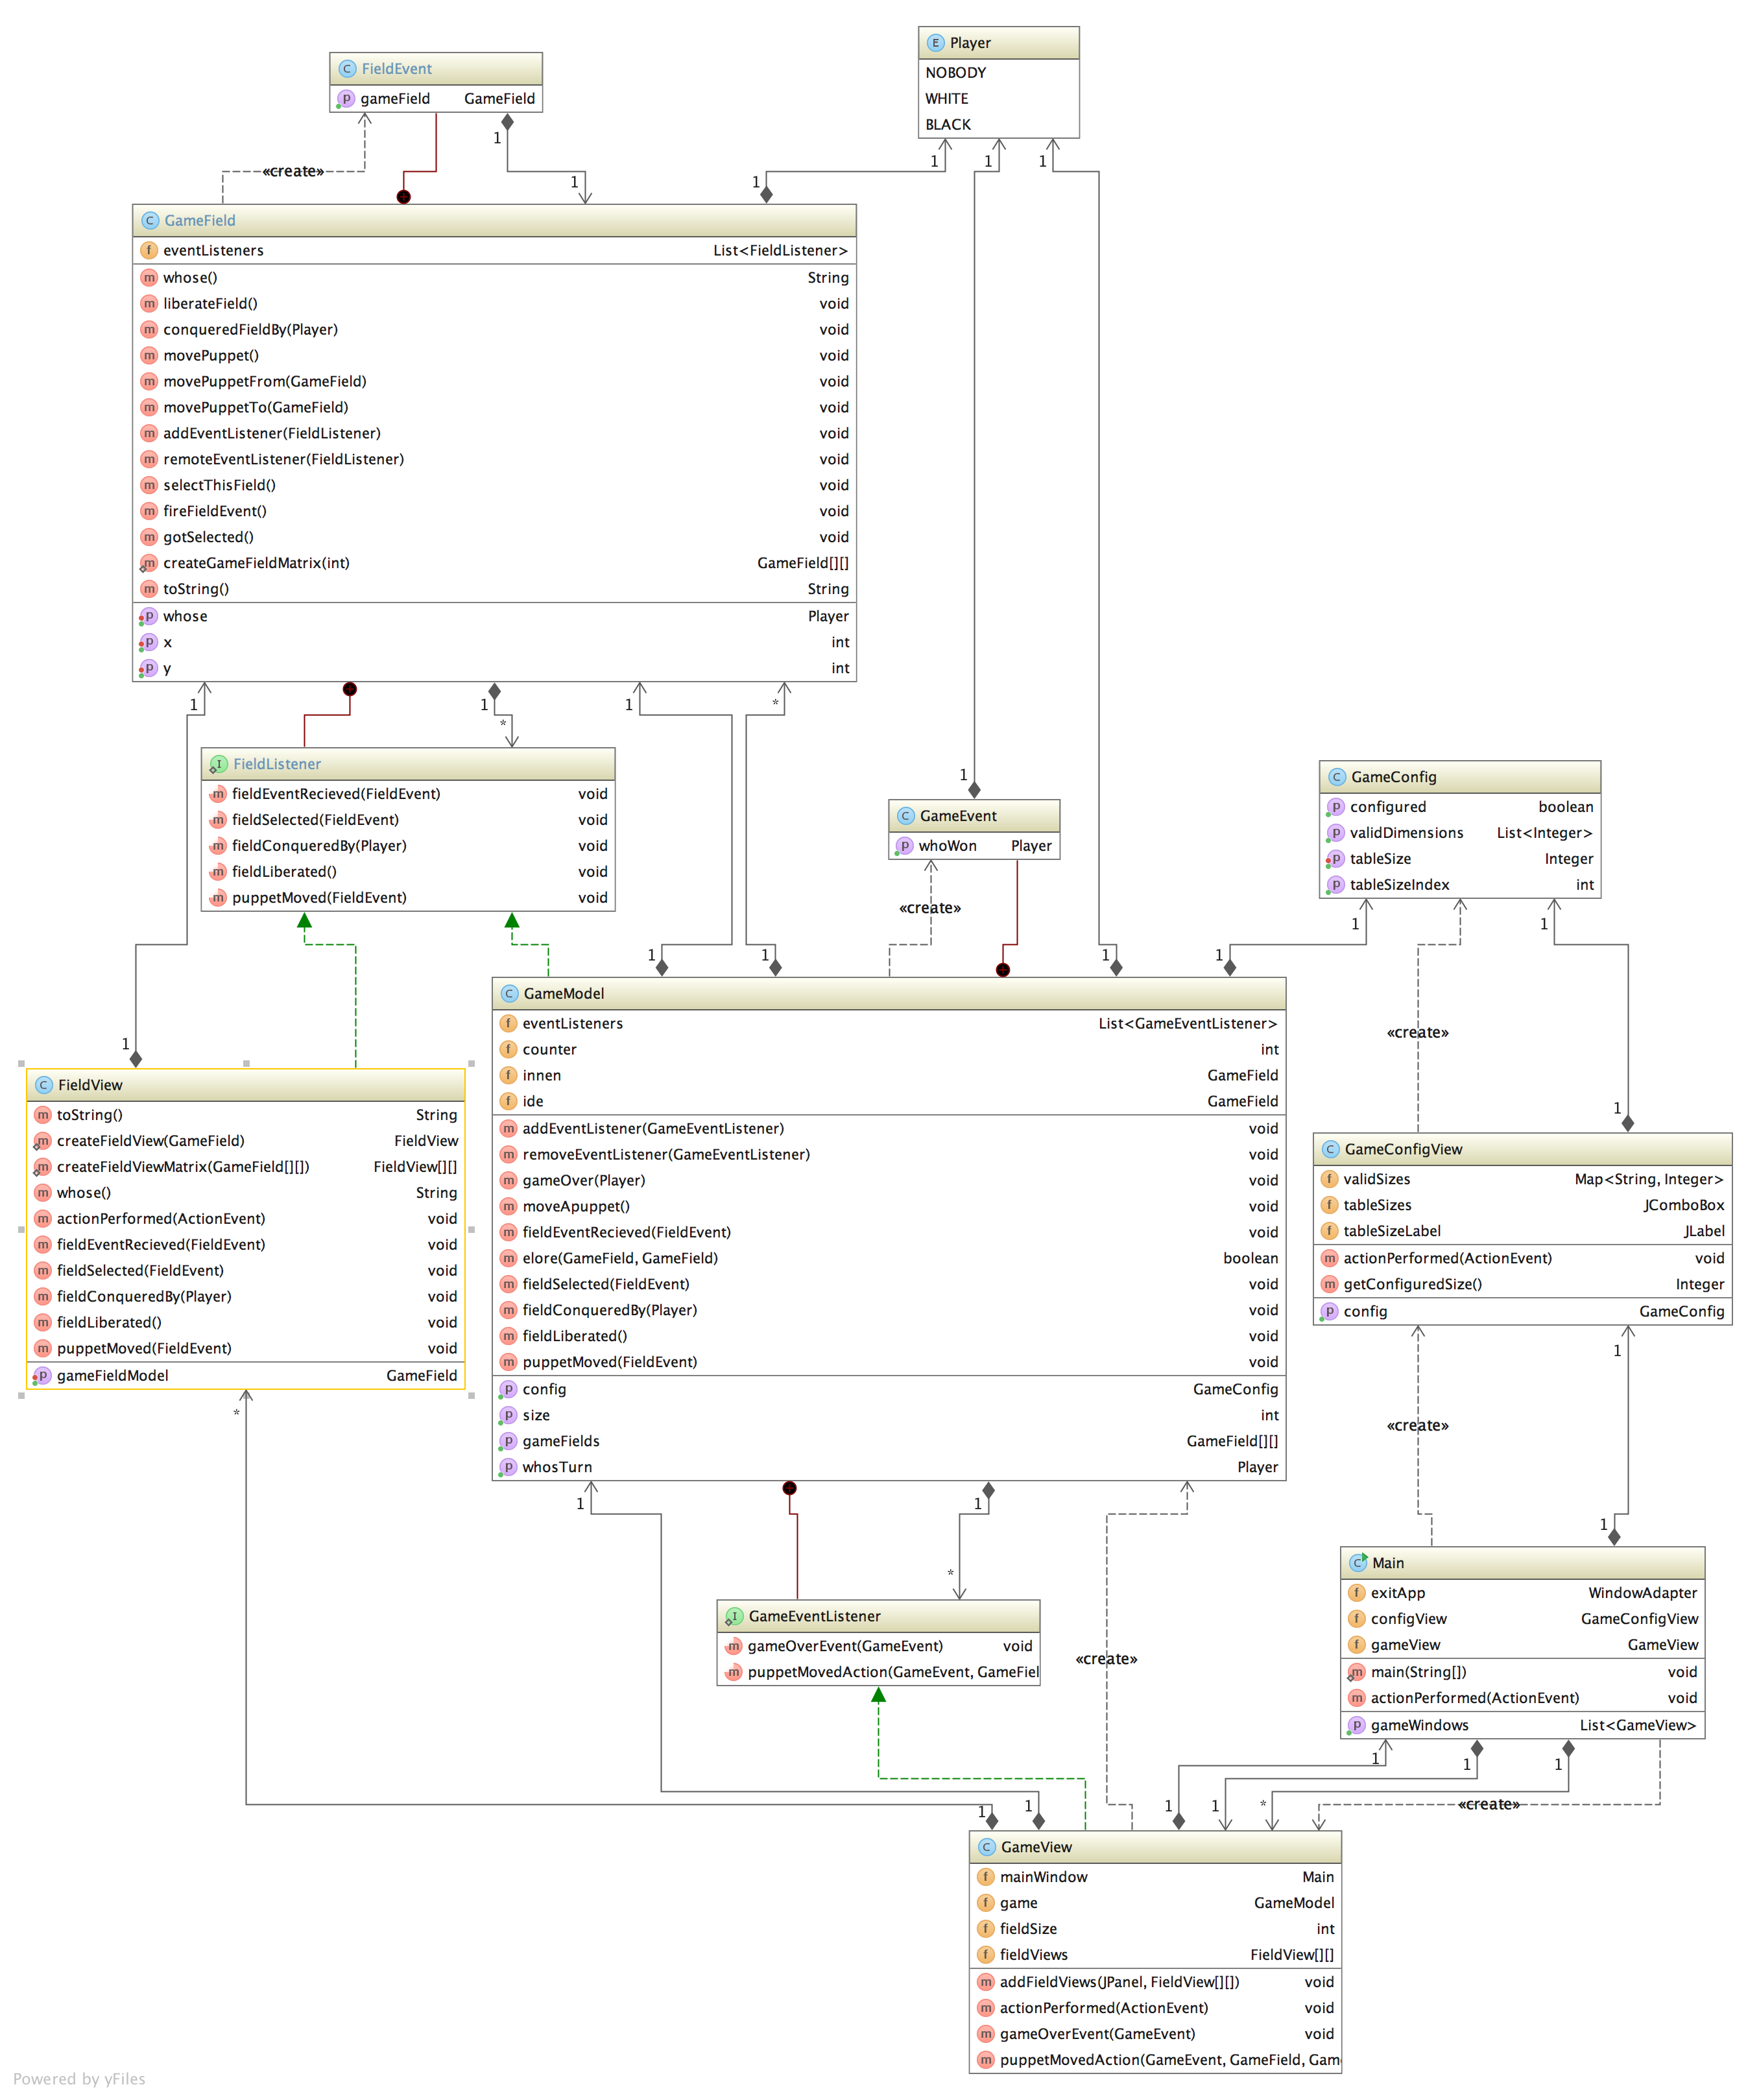 Player
NOBODY
WHITE
BLACK
FieldEvent
gameField GameField
1
1
1
1
1
1
1
«create»
GameField
eventListeners List<FieldListener>
whose() String
liberateField() void
conqueredFieldBy(Player) void
movePuppet() void
movePuppetFrom(GameField) void
movePuppetTo(GameField) void
addEventListener(FieldListener) void
remoteEventListener(FieldListener) void
selectThisField() void
fireFieldEvent() void
gotSelected() void
createGameFieldMatrix(int) GameField[][]
toString() String
whose Player
x int
y int
1
1
*
1
*
FieldListener
fieldEventRecieved(FieldEvent) void
fieldSelected(FieldEvent) void
fieldConqueredBy(Player) void
fieldLiberated() void
puppetMoved(FieldEvent) void
1
GameEvent
whoWon Player
«create»
GameConfig
configured boolean
validDimensions List<Integer>
tableSize Integer
tableSizeIndex int
1
1
1
1
1
1
1
«create»
1
GameModel
eventListeners List<GameEventListener>
counter int
innen GameField
ide GameField
addEventListener(GameEventListener) void
removeEventListener(GameEventListener) void
gameOver(Player) void
moveApuppet() void
fieldEventRecieved(FieldEvent) void
elore(GameField, GameField) boolean
fieldSelected(FieldEvent) void
fieldConqueredBy(Player) void
fieldLiberated() void
puppetMoved(FieldEvent) void
config GameConfig
size int
gameFields GameField[][]
whosTurn Player
FieldView
toString() String
createFieldView(GameField) FieldView
createFieldViewMatrix(GameField[][]) FieldView[][]
whose() String
actionPerformed(ActionEvent) void
fieldEventRecieved(FieldEvent) void
fieldSelected(FieldEvent) void
fieldConqueredBy(Player) void
fieldLiberated() void
puppetMoved(FieldEvent) void
gameFieldModel GameField
*
GameConfigView
validSizes Map<String, Integer>
tableSizes JComboBox
tableSizeLabel JLabel
actionPerformed(ActionEvent) void
getConfiguredSize() Integer
config GameConfig
1
«create»
1
1
1
*
GameEventListener
gameOverEvent(GameEvent) void
puppetMovedAction(GameEvent, GameFiel
«create»
Main
exitApp WindowAdapter
configView GameConfigView
gameView GameView
main(String[]) void
actionPerformed(ActionEvent) void
gameWindows List<GameView>
1
1
1
1
1
1
1
*
«create»
GameView
mainWindow Main
game GameModel
fieldSize int
fieldViews FieldView[][]
addFieldViews(JPanel, FieldView[][]) void
actionPerformed(ActionEvent) void
gameOverEvent(GameEvent) void
puppetMovedAction(GameEvent, GameField, Gam
Powered by yFiles